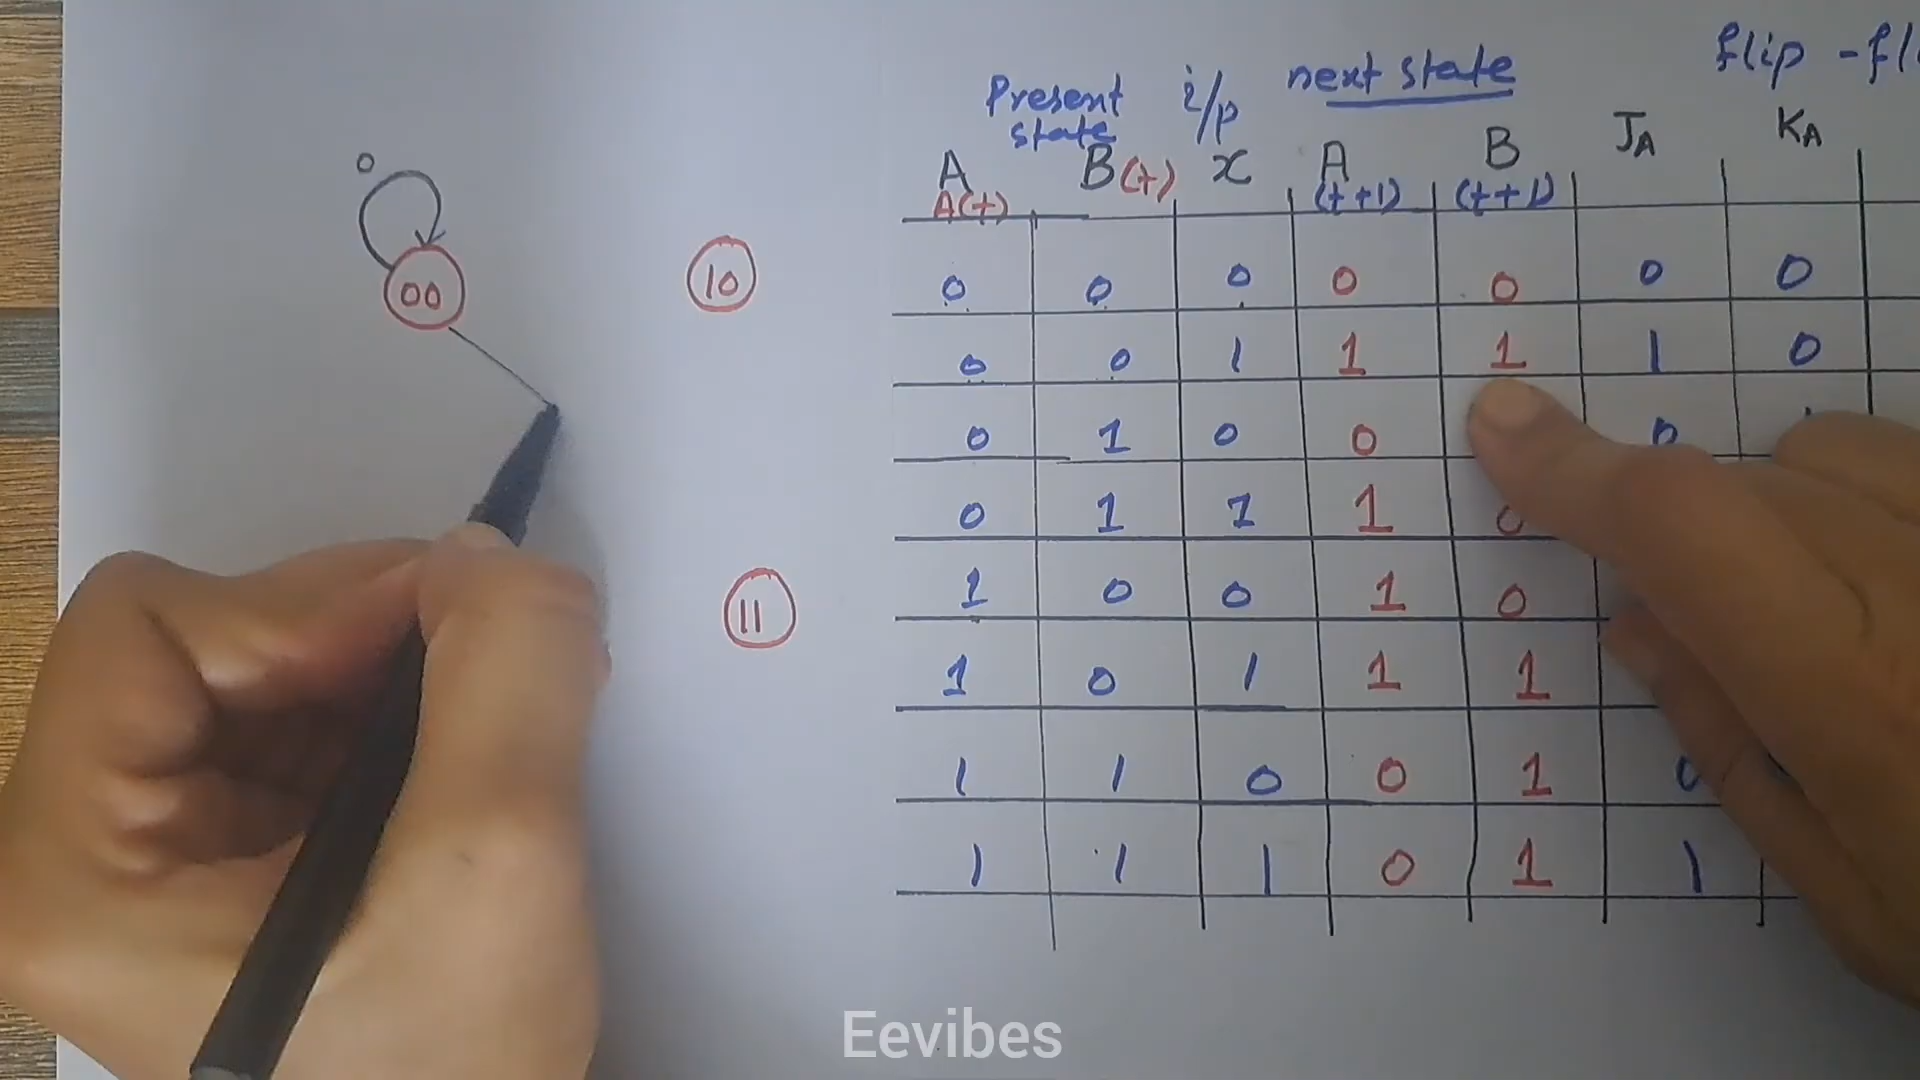 flip-fl
Present i/p next state
state
A B(t) x A B JA KA
A(t) (t+1) (t+1)
0 0 0 0 0 0 0
0 0 1 1 1 1 0
0 1 0 0 0
0 1 1 1 0
1 0 0 1 0
1 0 1 1 1
1 1 0 0 1 0
1 1 1 0 1 1
0
00
10
11
Eevibes